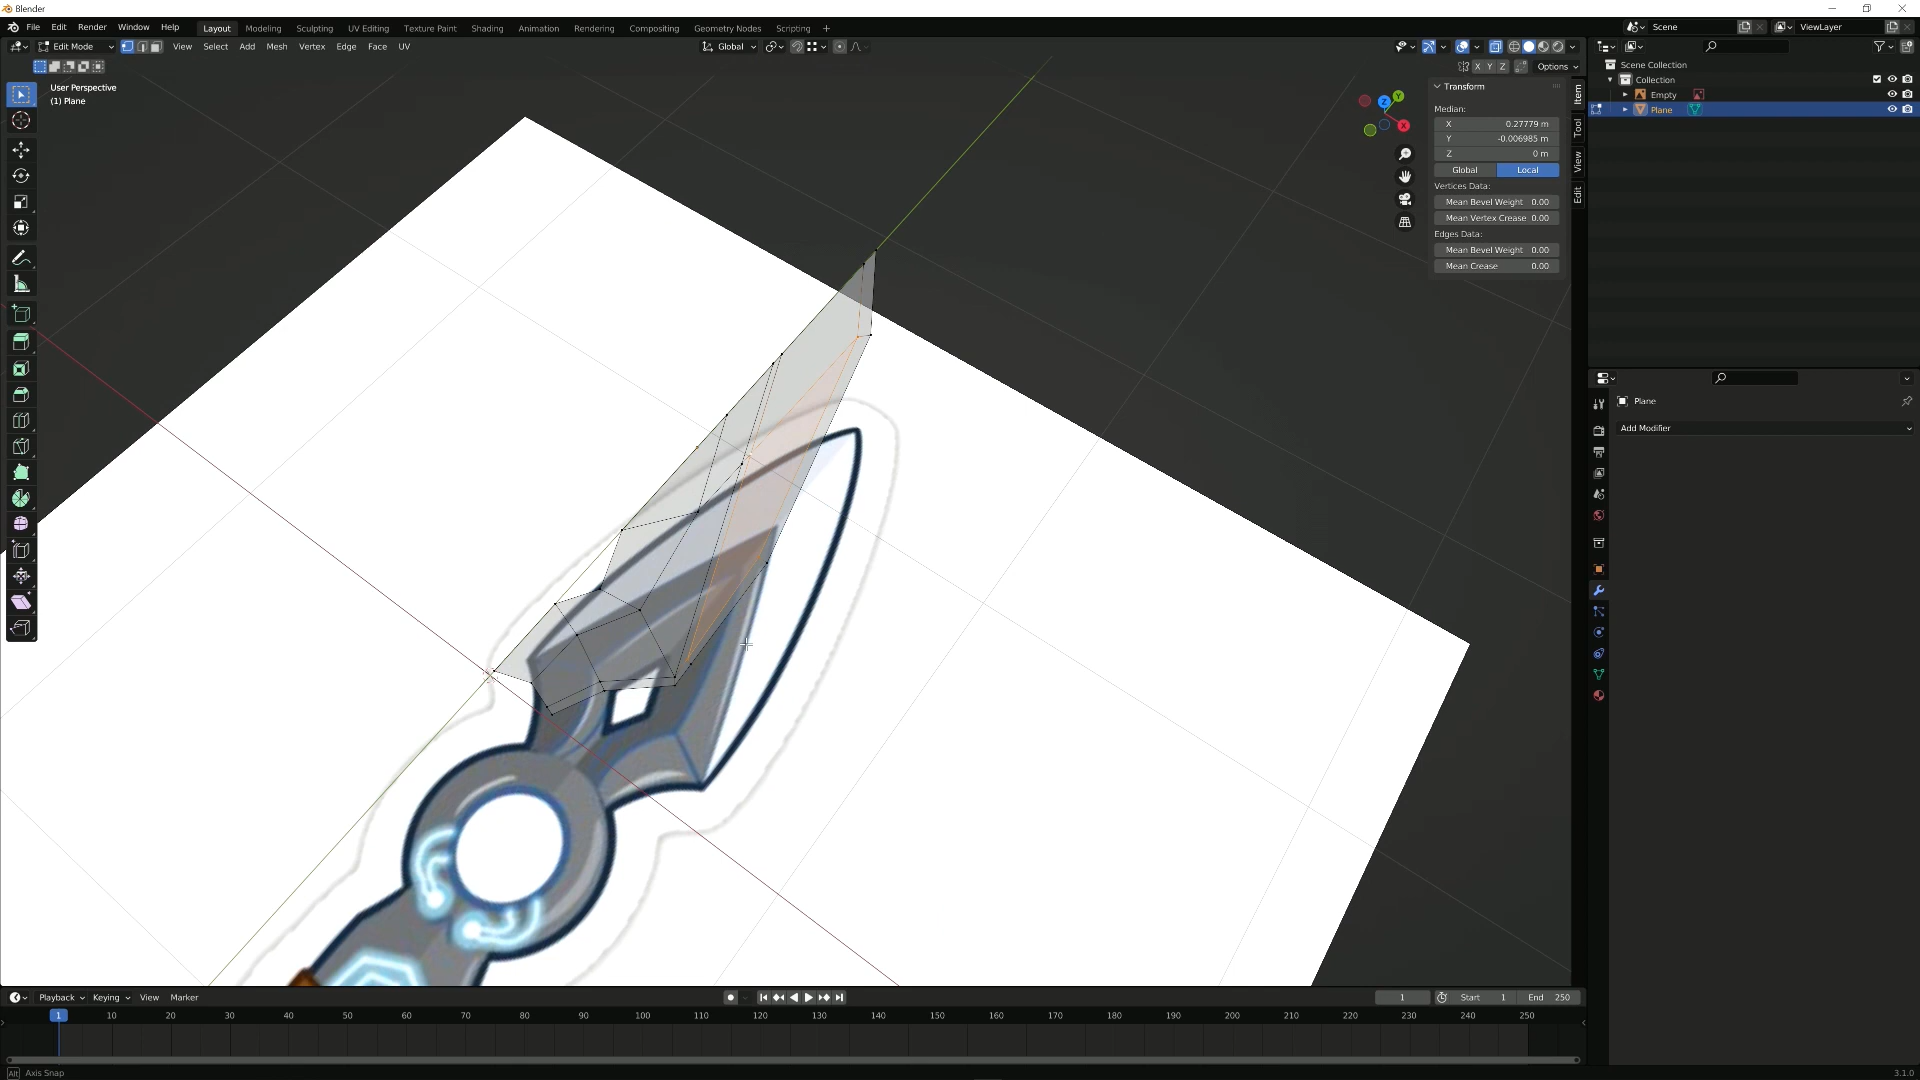 Blender
File Edit Render Window Help Layout Modeling Sculpting UV Editing Texture Paint Shading Animation Rendering Compositing Geometry Nodes Scripting + Scene ViewLayer
Edit Mode View Select Add Mesh Vertex Edge Face UV Global
X Y Z Options
User Perspective
(1) Plane
Y
Z
X
Transform
Median:
X 0.27779 m
Y -0.006985 m
Z 0 m
Global Local
Vertices Data:
Mean Bevel Weight 0.00
Mean Vertex Crease 0.00
Edges Data:
Mean Bevel Weight 0.00
Mean Crease 0.00
Item
Tool
View
Edit
Scene Collection
Collection
Empty
Plane
Plane
Add Modifier
Playback Keying View Marker 1 Start 1 End 250
1 10 20 30 40 50 60 70 80 90 100 110 120 130 140 150 160 170 180 190 200 210 220 230 240 250
Alt Axis Snap 3.1.0